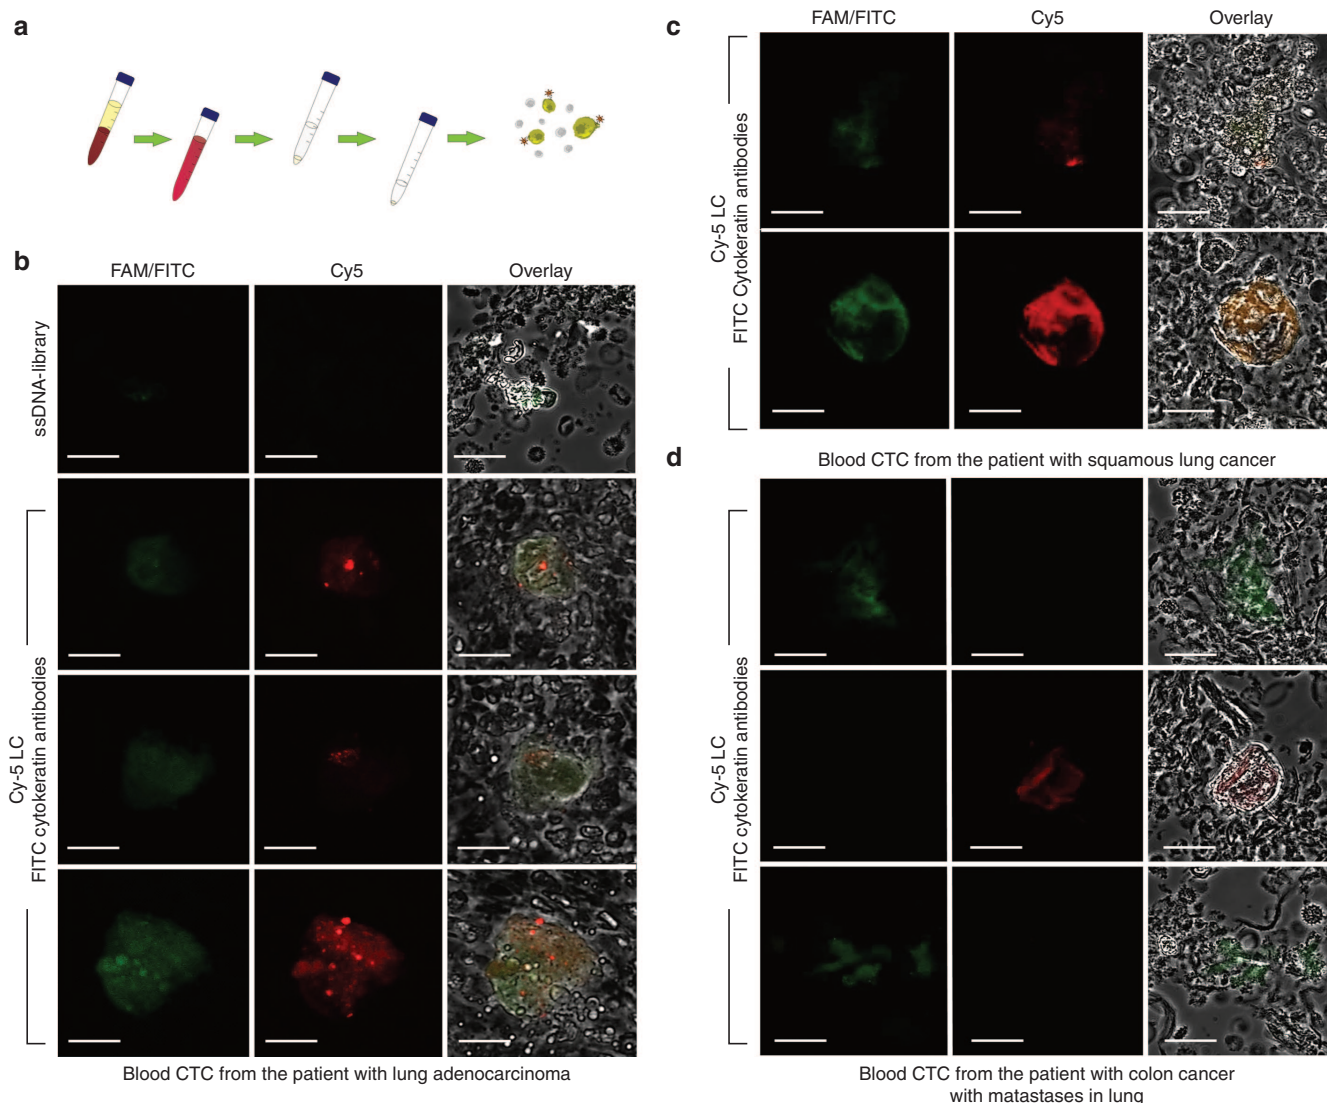 a
b
FAM/FITC
Cy5
Overlay
ssDNA-library
Cy-5 LC
FITC cytokeratin antibodies
Blood CTC from the patient with lung adenocarcinoma
c
FAM/FITC
Cy5
Overlay
Cy-5 LC
FITC Cytokeratin antibodies
Blood CTC from the patient with squamous lung cancer
d
Cy-5 LC
FITC cytokeratin antibodies
Blood CTC from the patient with colon cancer
with matastases in lung